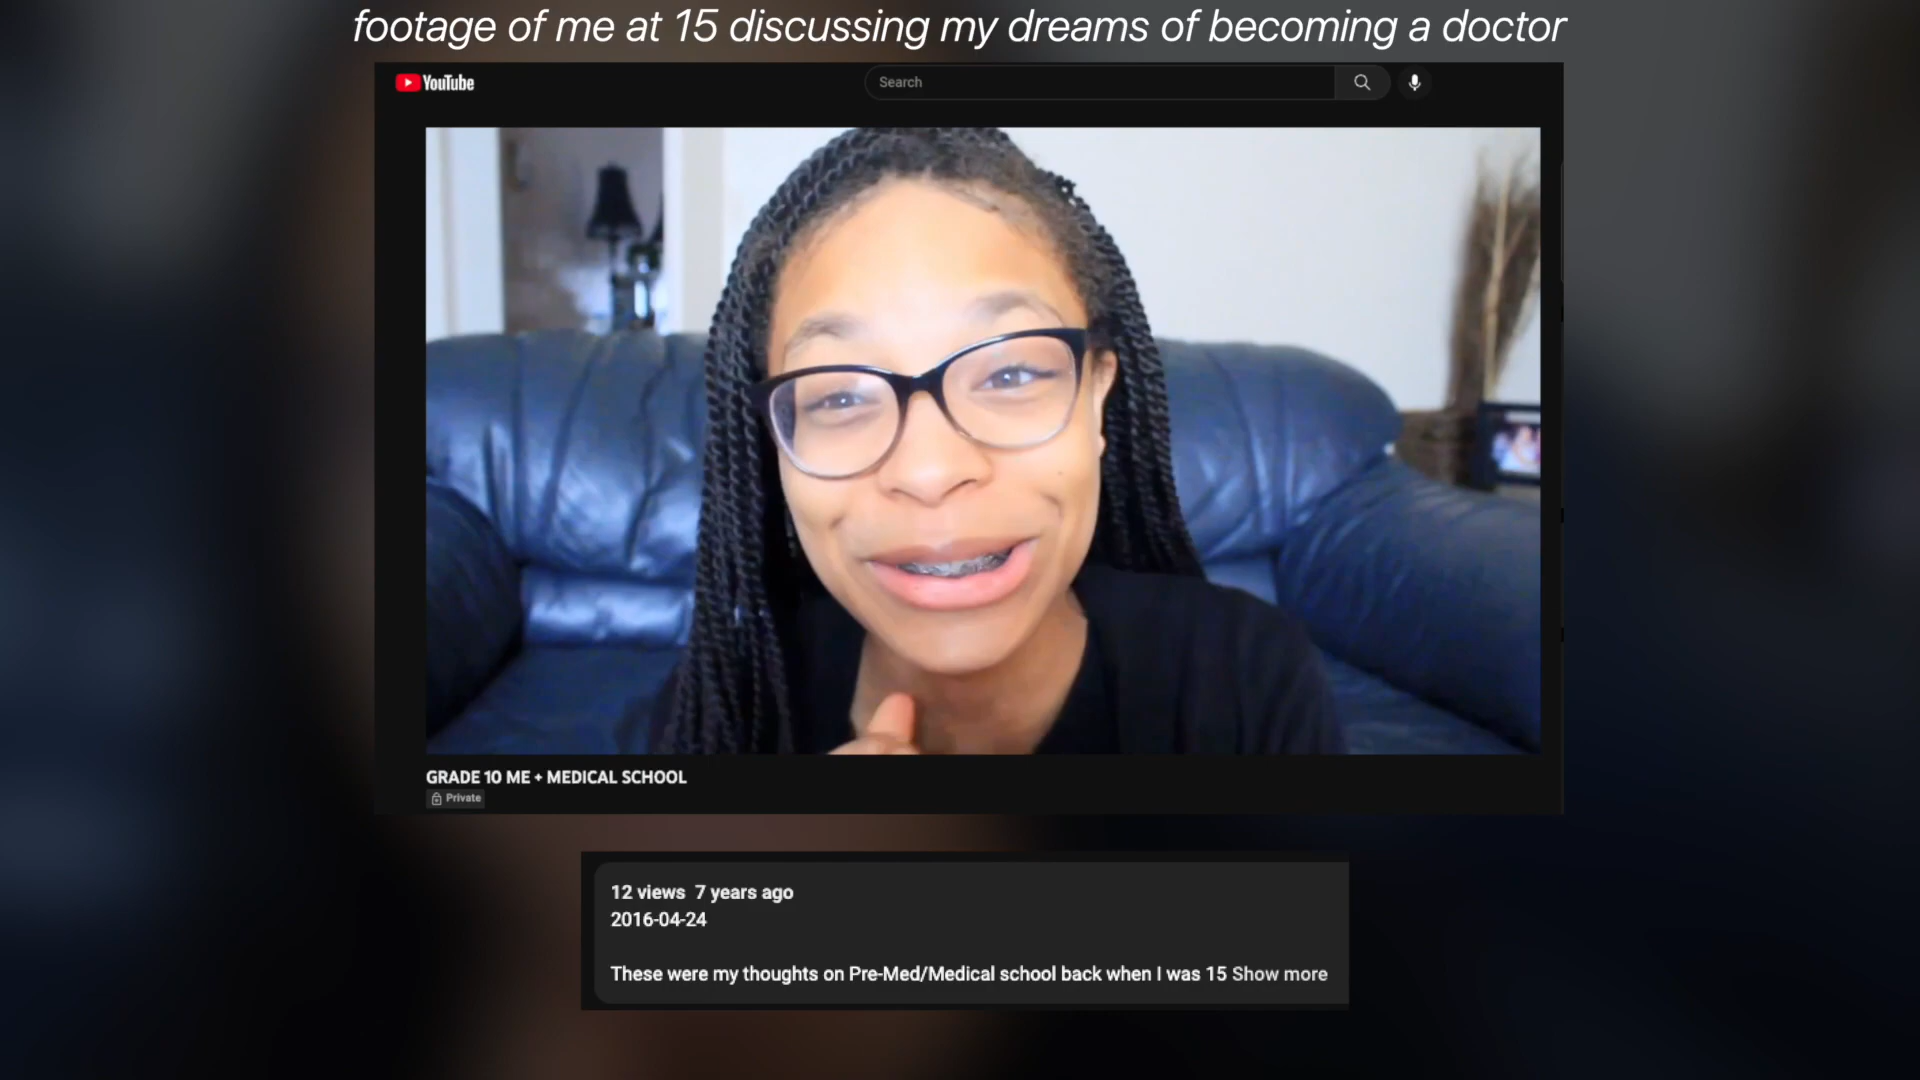 footage of me at 15 discussing my dreams of becoming a doctor
YouTube
Search
GRADE 10 ME + MEDICAL SCHOOL
Private
12 views 7 years ago
2016-04-24
These were my thoughts on Pre-Med/Medical school back when I was 15 Show more